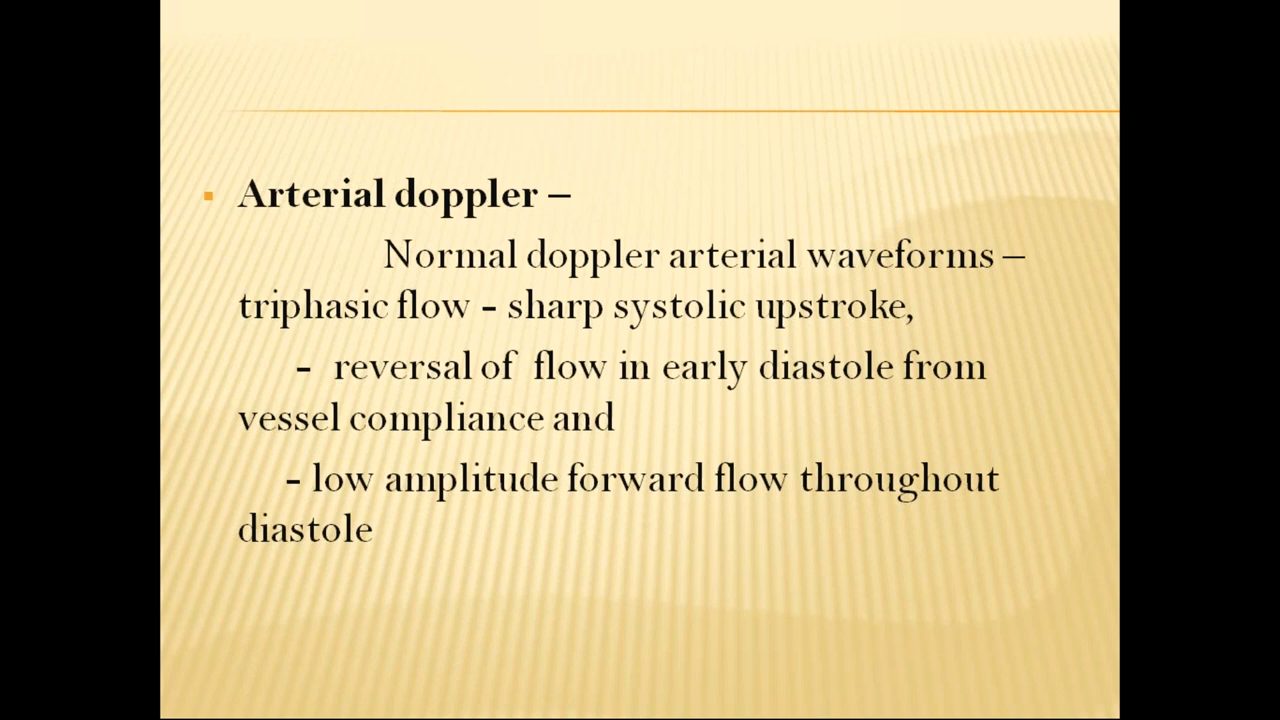 Arterial doppler –
Normal doppler arterial waveforms –
triphasic flow - sharp systolic upstroke,
- reversal of flow in early diastole from
vessel compliance and
- low amplitude forward flow throughout
diastole